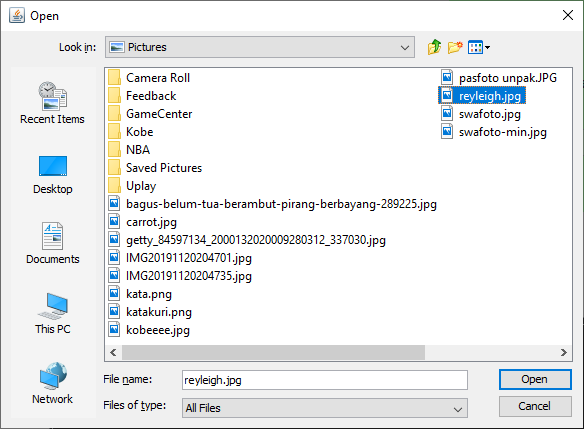 Open
Look in:
Pictures
Recent Items
Desktop
Documents
This PC
Network
Camera Roll
Feedback
GameCenter
Kobe
NBA
Saved Pictures
Uplay
bagus-belum-tua-berambut-pirang-berbayang-289225.jpg
carrot.jpg
getty_84597134_2000132020009280312_337030.jpg
IMG20191120204701.jpg
IMG20191120204735.jpg
kata.png
katakuri.png
kobeeee.jpg
pasfoto unpak.JPG
reyleigh.jpg
swafoto.jpg
swafoto-min.jpg
File name:
reyleigh.jpg
Open
Files of type:
All Files
Cancel